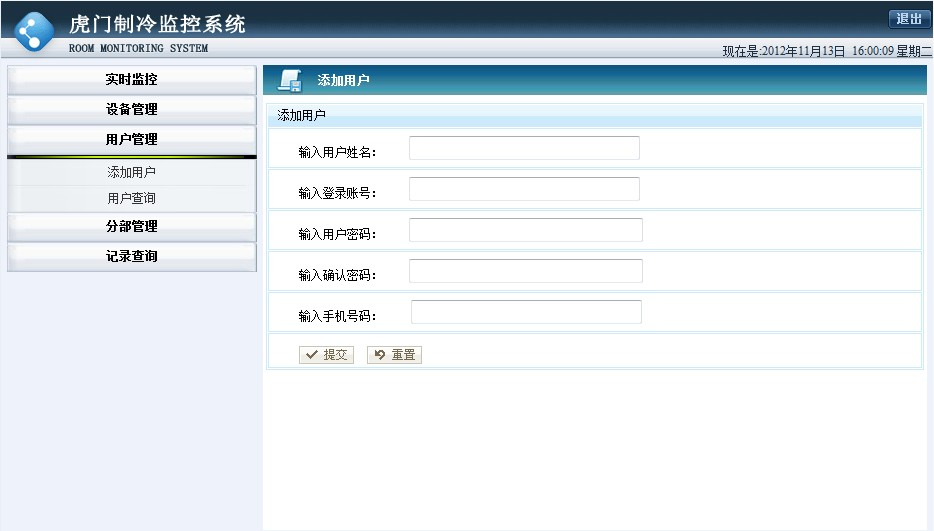 虎门制冷监控系统
ROOM MONITORING SYSTEM
退出
现在是:2012年11月13日 16:00:09 星期二
实时监控
设备管理
用户管理
添加用户
用户查询
分部管理
记录查询
添加用户
添加用户
输入用户姓名：
输入登录账号：
输入用户密码：
输入确认密码：
输入手机号码：
提交 重置